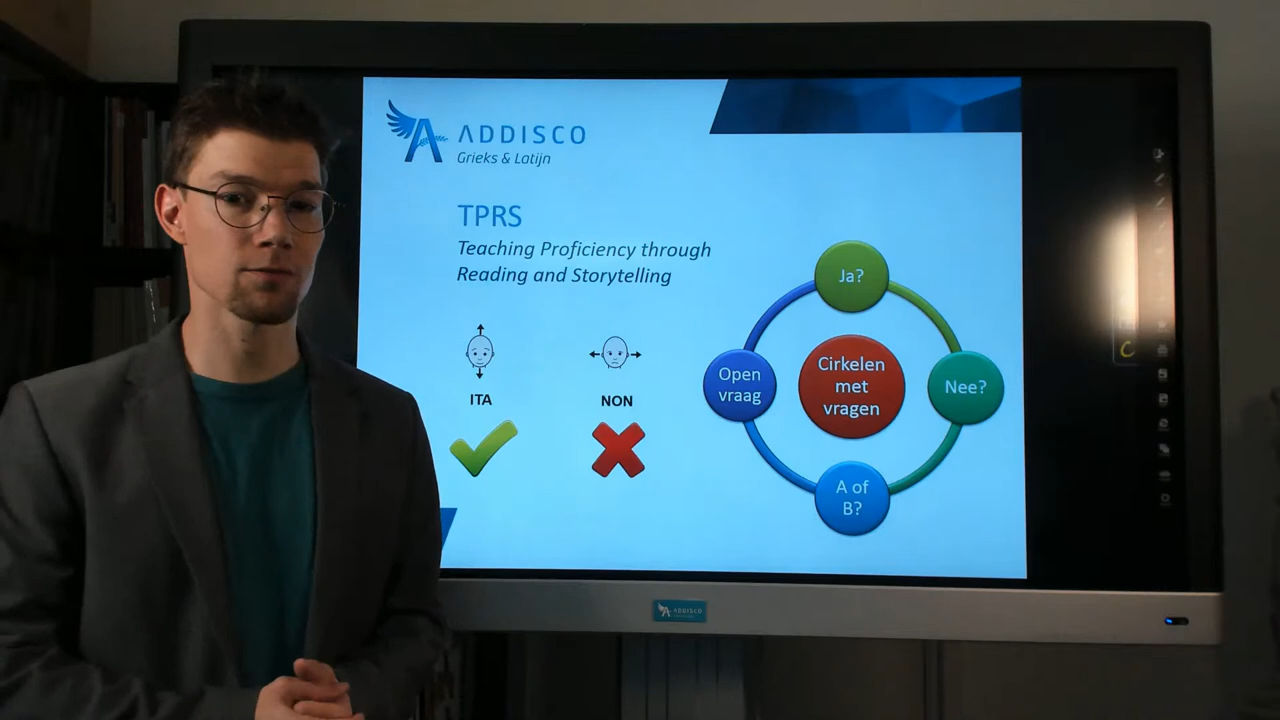 ADDISCO
Grieks & Latijn
TPRS
Teaching Proficiency through
Reading and Storytelling
ITA
NON
Ja?
Open
vraag
Cirkelen
met
vragen
Nee?
A of
B?
ADDISCO